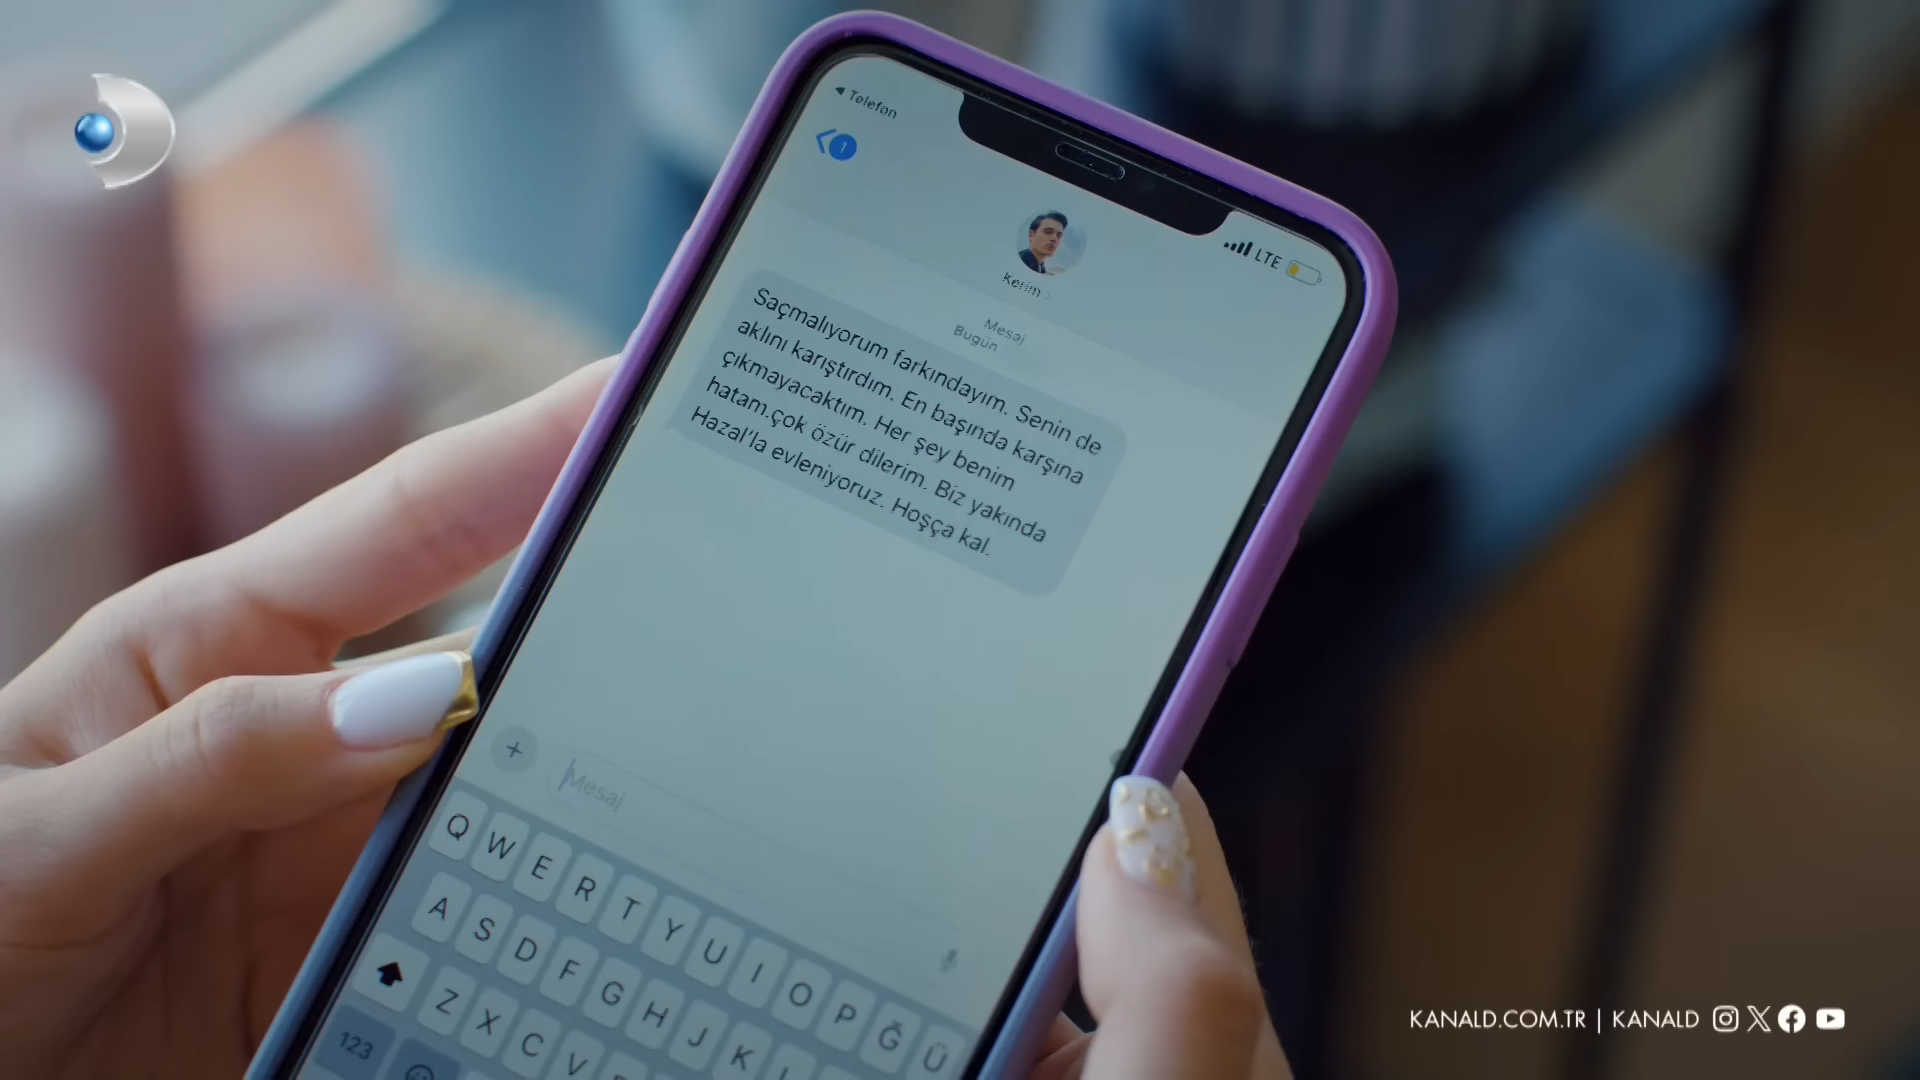 Telefon
1
LTE
Kerim
Mesaj
Bugün
Saçmalıyorum farkındayım. Senin de
aklını karıştırdım. En başında karşına
çıkmayacaktım. Her şey benim
hatam.çok özür dilerim. Biz yakında
Hazal'la evleniyoruz. Hoşça kal.
Mesaj
Q W E R T Y U I O P Ğ Ü
A S D F G H J K L
Z X C V
123
KANALD.COM.TR | KANALD